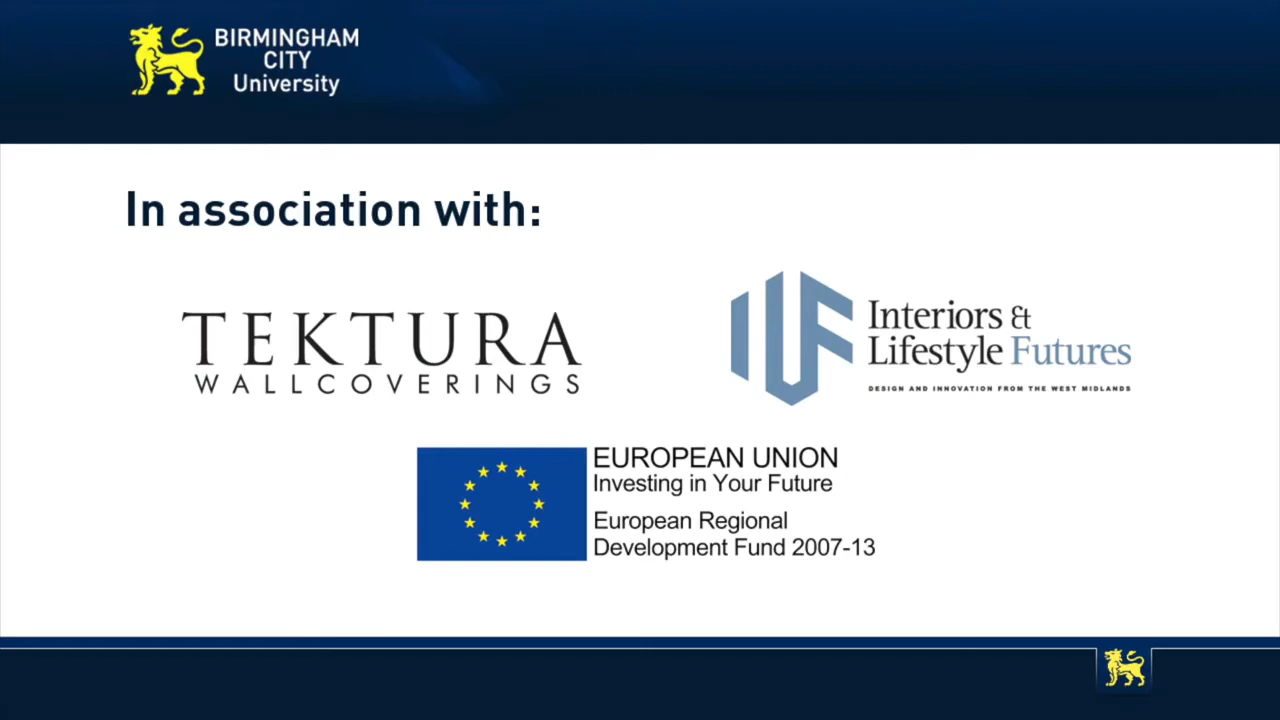 BIRMINGHAM
CITY
University
In association with:
TEKTURA
WALLCOVERINGS
ILF
Interiors &
Lifestyle Futures
DESIGN AND INNOVATION FROM THE WEST MIDLANDS
EUROPEAN UNION
Investing in Your Future
European Regional
Development Fund 2007-13